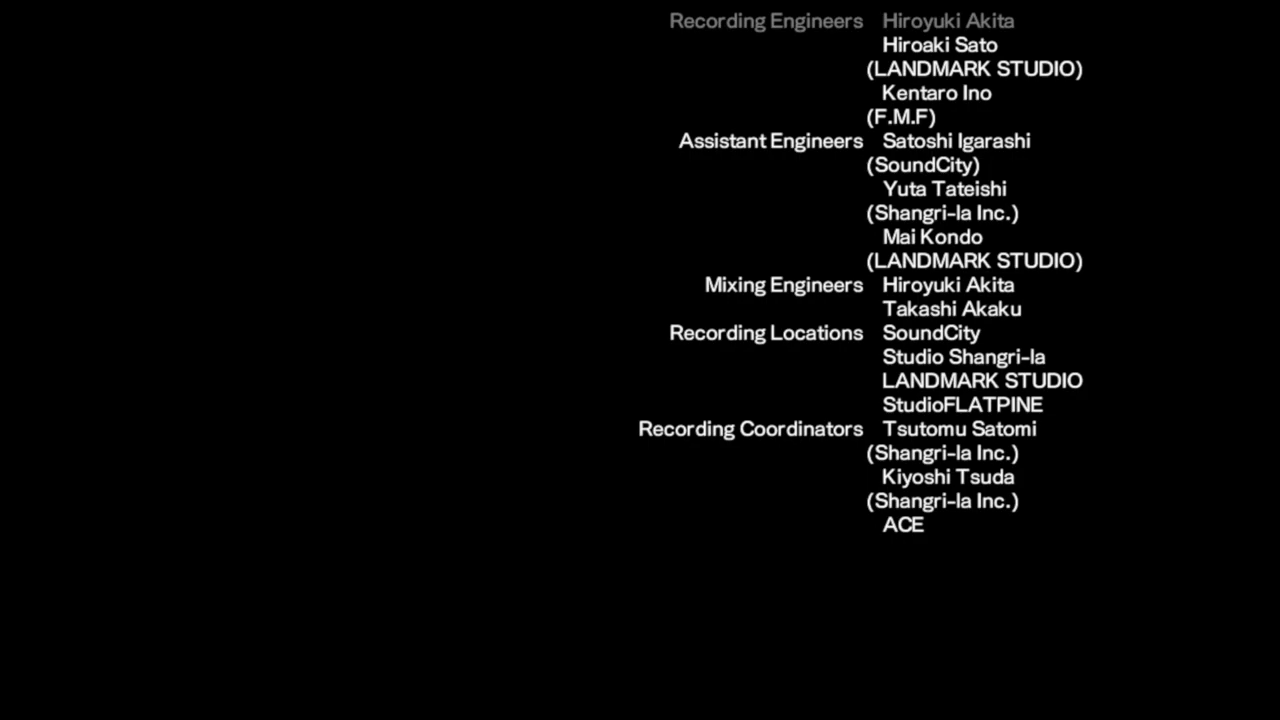 Recording Engineers Hiroyuki Akita
Hiroaki Sato
(LANDMARK STUDIO)
Kentaro Ino
(F.M.F)
Assistant Engineers Satoshi Igarashi
(SoundCity)
Yuta Tateishi
(Shangri-la Inc.)
Mai Kondo
(LANDMARK STUDIO)
Mixing Engineers Hiroyuki Akita
Takashi Akaku
Recording Locations SoundCity
Studio Shangri-la
LANDMARK STUDIO
StudioFLATPINE
Recording Coordinators Tsutomu Satomi
(Shangri-la Inc.)
Kiyoshi Tsuda
(Shangri-la Inc.)
ACE